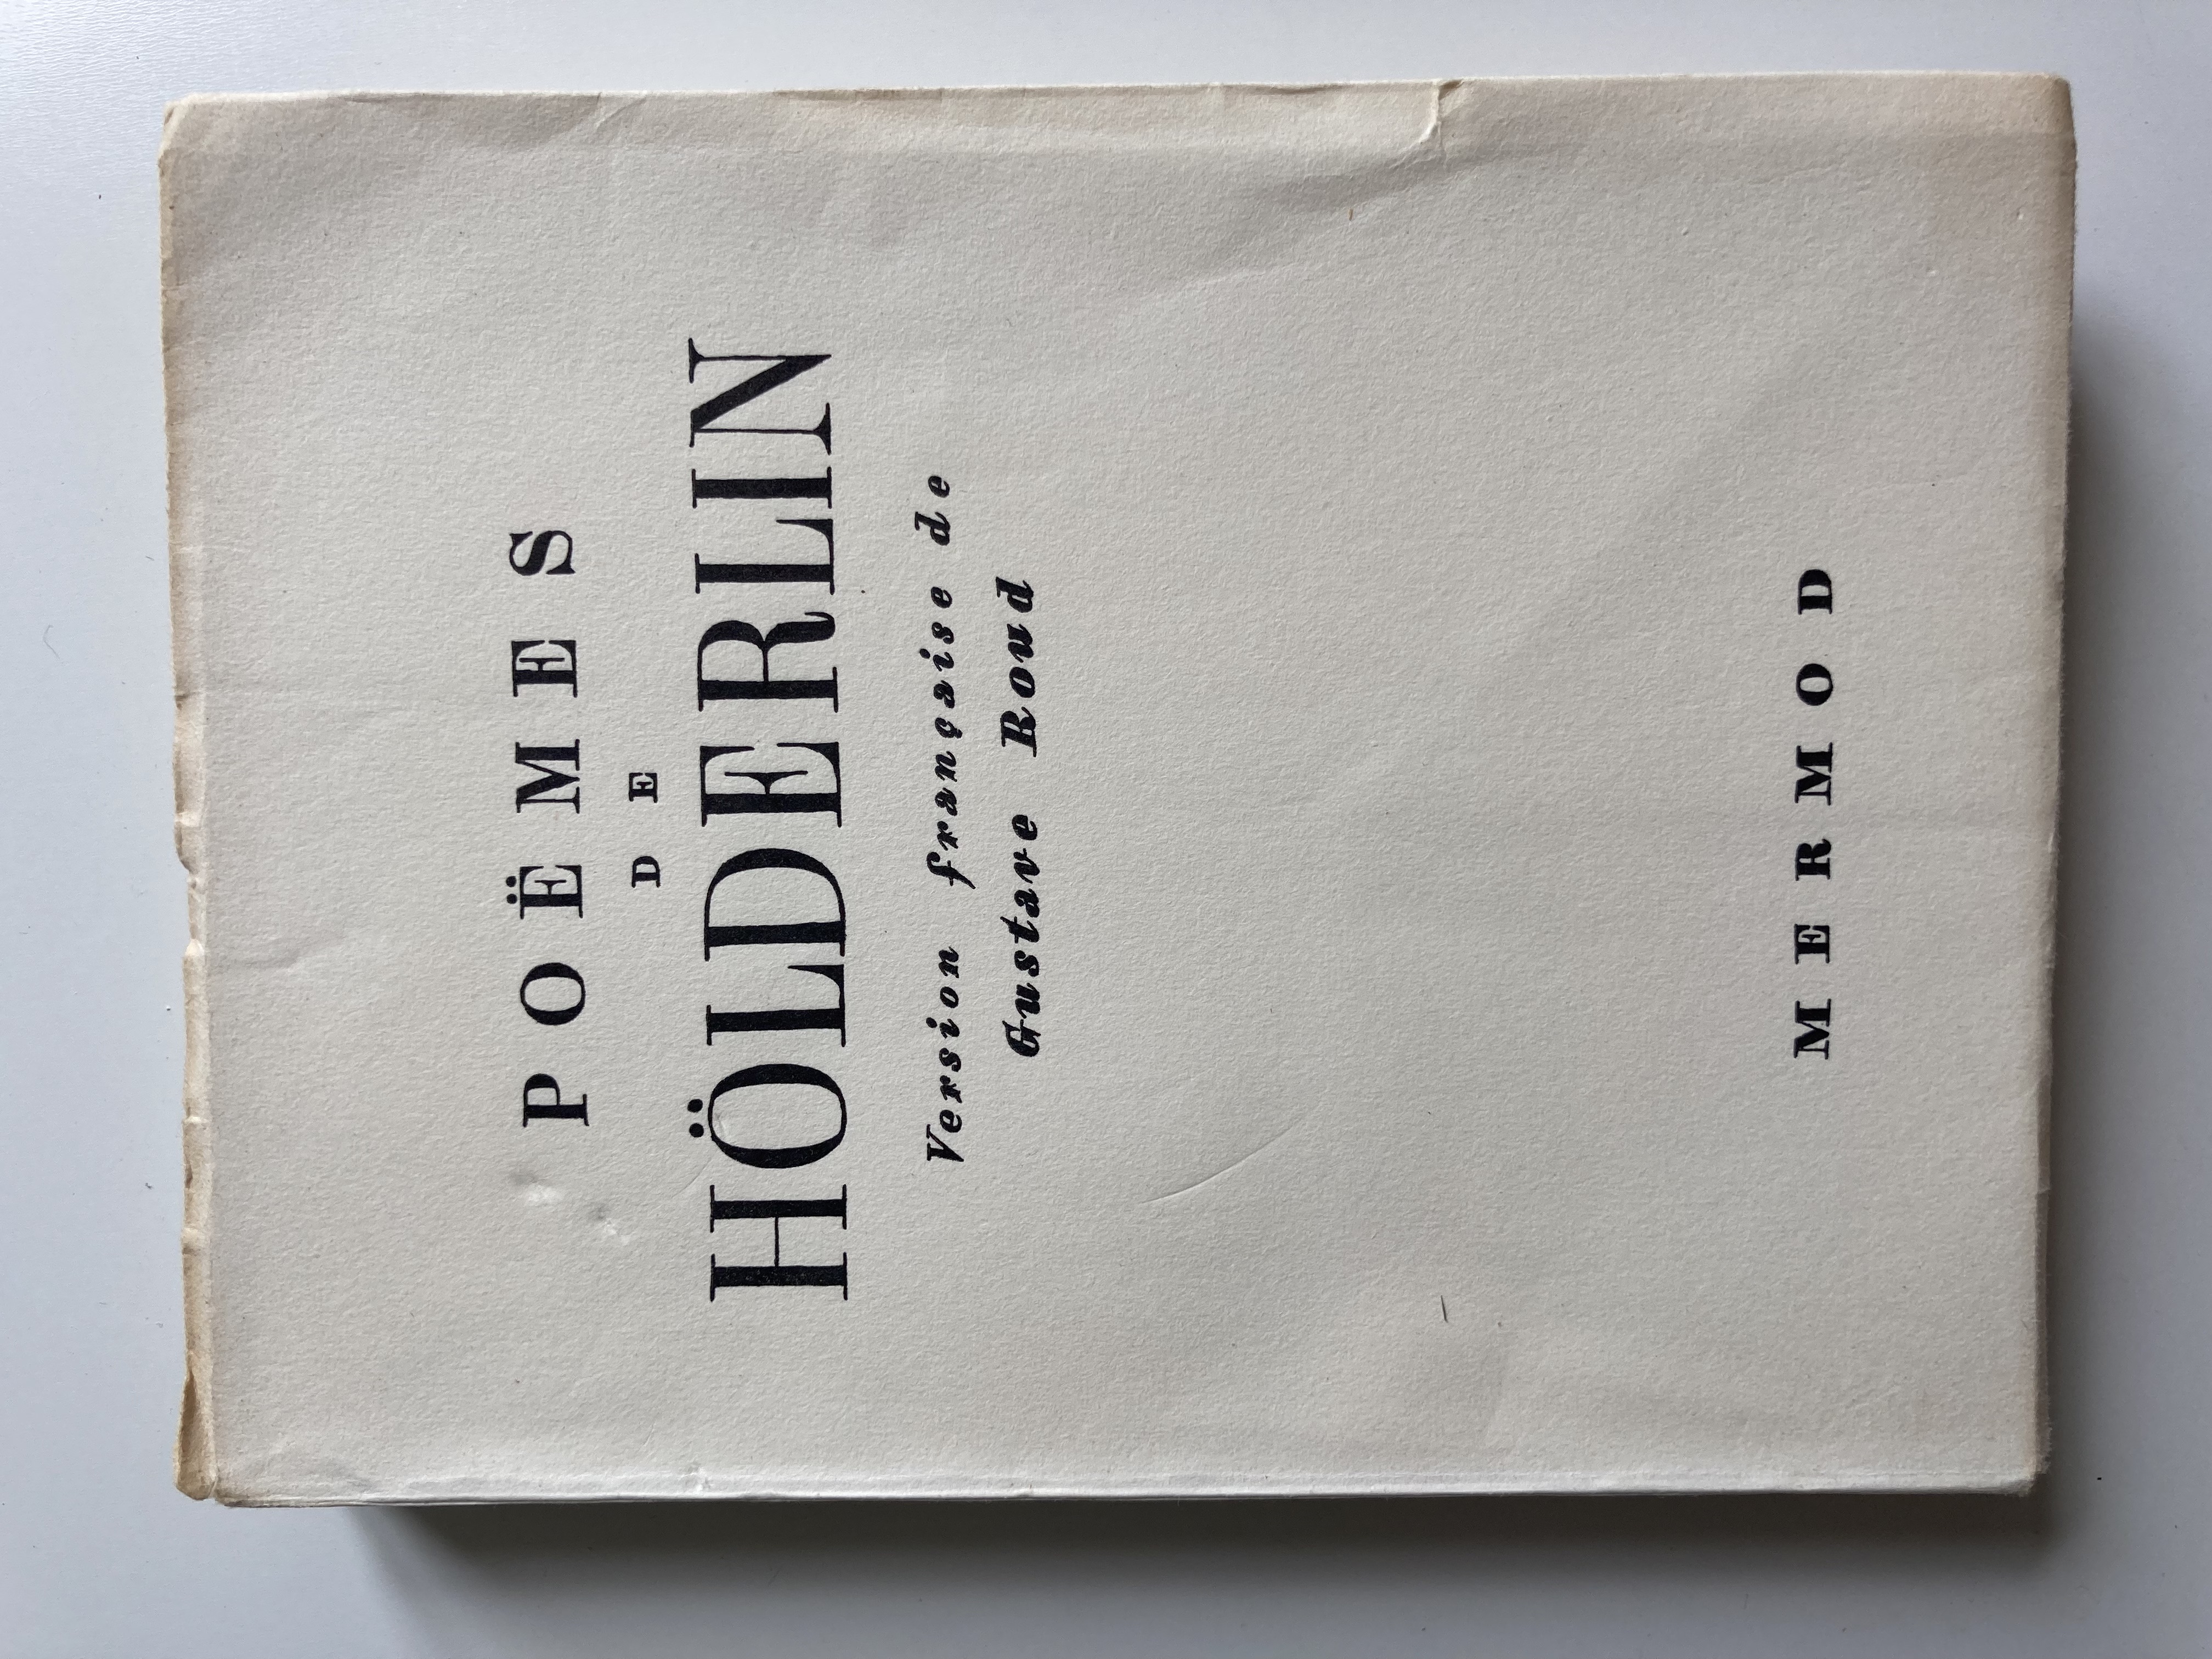 POËMES
DE
HÖLDERLIN
Version française de
Gustave Roud
MERMOD